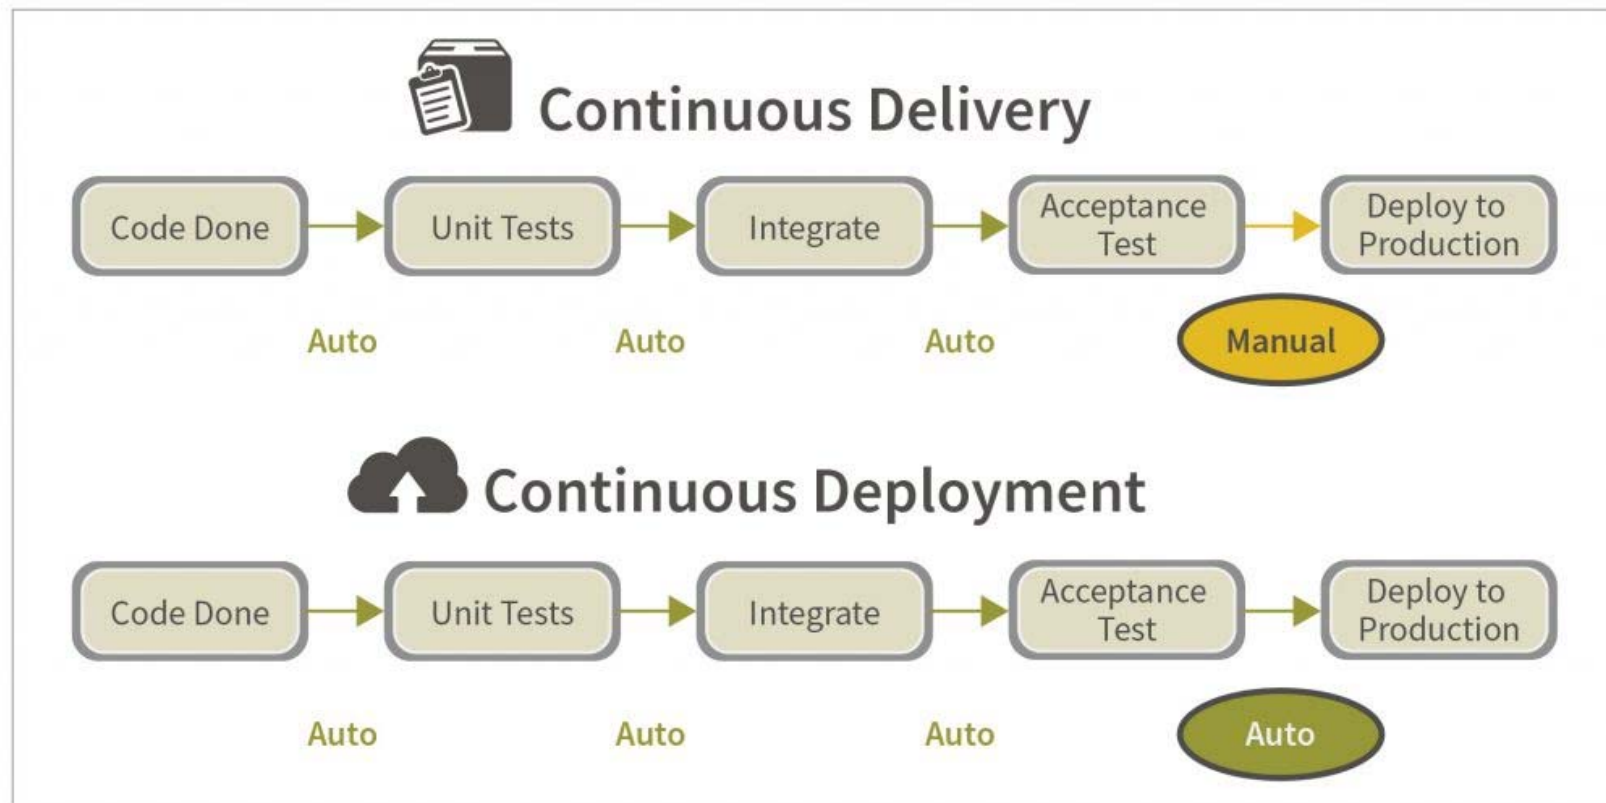 Continuous Delivery
Code Done
Unit Tests
Integrate
Acceptance
Test
Deploy to
Production
Auto
Auto
Auto
Manual
Continuous Deployment
Code Done
Unit Tests
Integrate
Acceptance
Test
Deploy to
Production
Auto
Auto
Auto
Auto